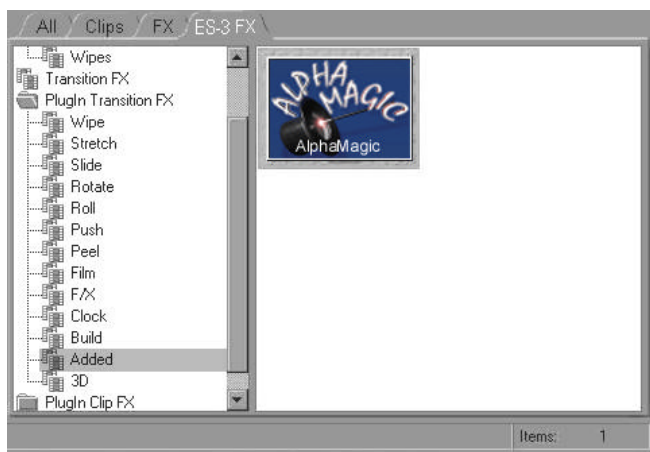 All Clips FX ES-3 FX
Wipes
Transition FX
PlugIn Transition FX
Wipe
Stretch
Slide
Rotate
Roll
Push
Peel
Film
F/X
Clock
Build
Added
3D
PlugIn Clip FX
ALPHA
MAGIC
AlphaMagic
Items: 1